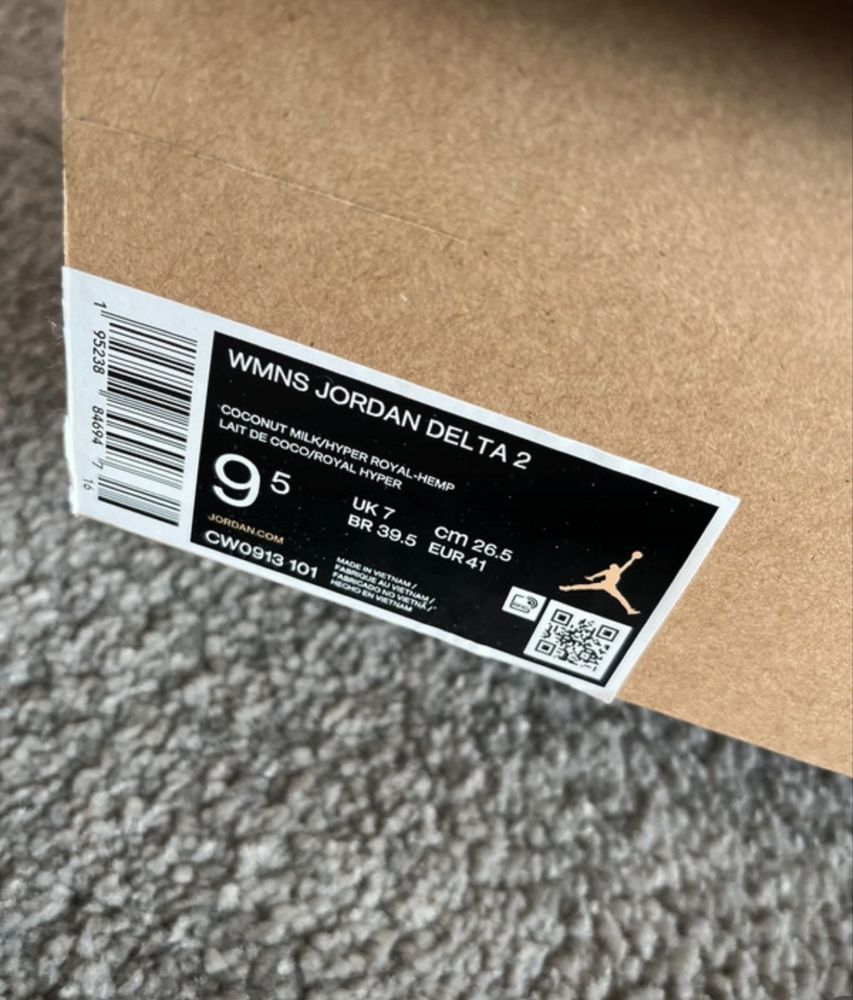 1 95238 84694 7
16
WMNS JORDAN DELTA 2
COCONUT MILK/HYPER ROYAL-HEMP
LAIT DE COCO/ROYAL HYPER
9 5
UK 7
BR 39.5
cm 26.5
EUR 41
JORDAN.COM
CW0913 101
MADE IN VIETNAM /
FABRIQUE AU VIETNAM /
FABRICADO NO VIETNÃ /
HECHO EN VIETNAM